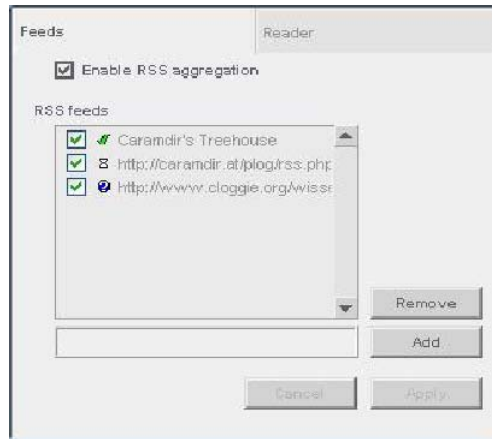 Feeds
Reader
Enable RSS aggregation
RSS feeds
Caramdir's Treehouse
http://caramdir.at/plog/rss.php
http://www.cloggie.org/wisse
Remove
Add
Cancel
Apply